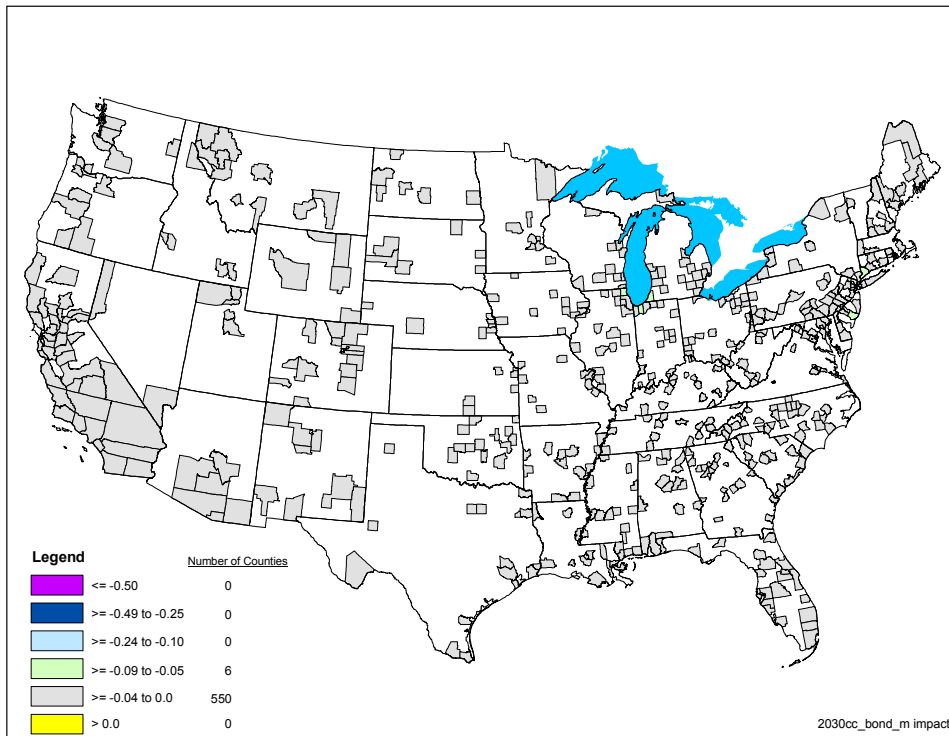 Legend
Number of Counties
<= -0.50 0
>= -0.49 to -0.25 0
>= -0.24 to -0.10 0
>= -0.09 to -0.05 6
>= -0.04 to 0.0 550
> 0.0 0
2030cc_bond_m impact